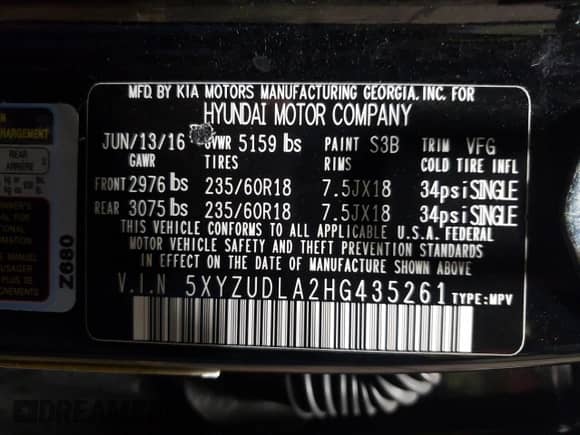 MFD. BY KIA MOTORS MANUFACTURING GEORGIA, INC. FOR
HYUNDAI MOTOR COMPANY
JUN/13/16 GVWR 5159 lbs PAINT S3B TRIM VFG
GAWR TIRES RIMS COLD TIRE INFL
FRONT 2976 lbs 235/60R18 7.5JX18 34psi SINGLE
REAR 3075 lbs 235/60R18 7.5JX18 34psi SINGLE
THIS VEHICLE CONFORMS TO ALL APPLICABLE U.S.A. FEDERAL
MOTOR VEHICLE SAFETY AND THEFT PREVENTION STANDARDS
IN EFFECT ON THE DATE OF MANUFACTURE SHOWN ABOVE
V.I.N 5XYZUDLA2HG435261 TYPE: MPV
REAR
ARRIÈRE
Z680